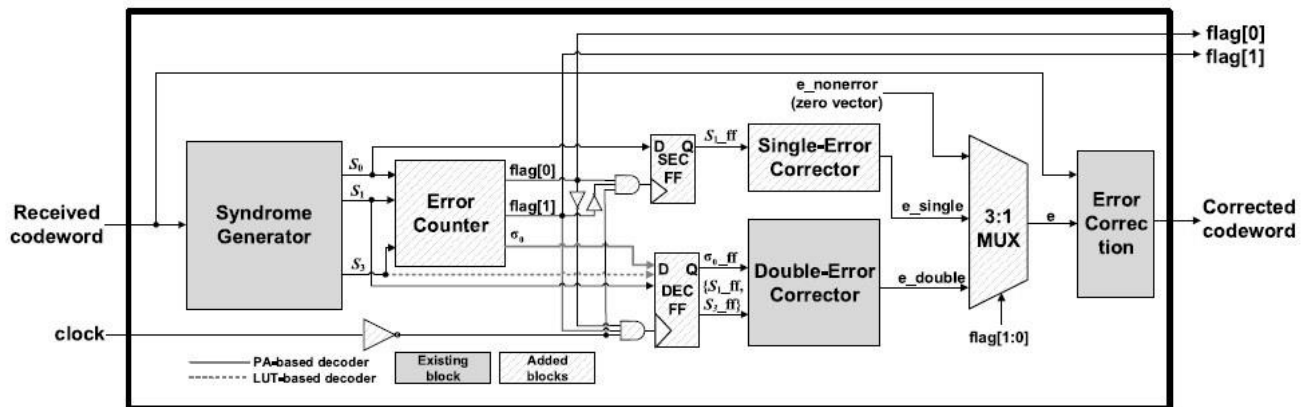 flag[0]
flag[1]
e_nonerror
(zero vector)
Received
codeword
Syndrome
Generator
S₀
S₁
S₃
Error
Counter
flag[0]
flag[1]
σ₀
D Q
SEC
FF
S₁_ff
Single-Error
Corrector
e_single
D Q
DEC
FF
σ₀_ff
{S₁_ff,
S₃_ff}
Double-Error
Corrector
e_double
3:1
MUX
flag[1:0]
e
Error
Correc
tion
Corrected
codeword
clock
PA-based decoder
LUT-based decoder
Existing
block
Added
blocks